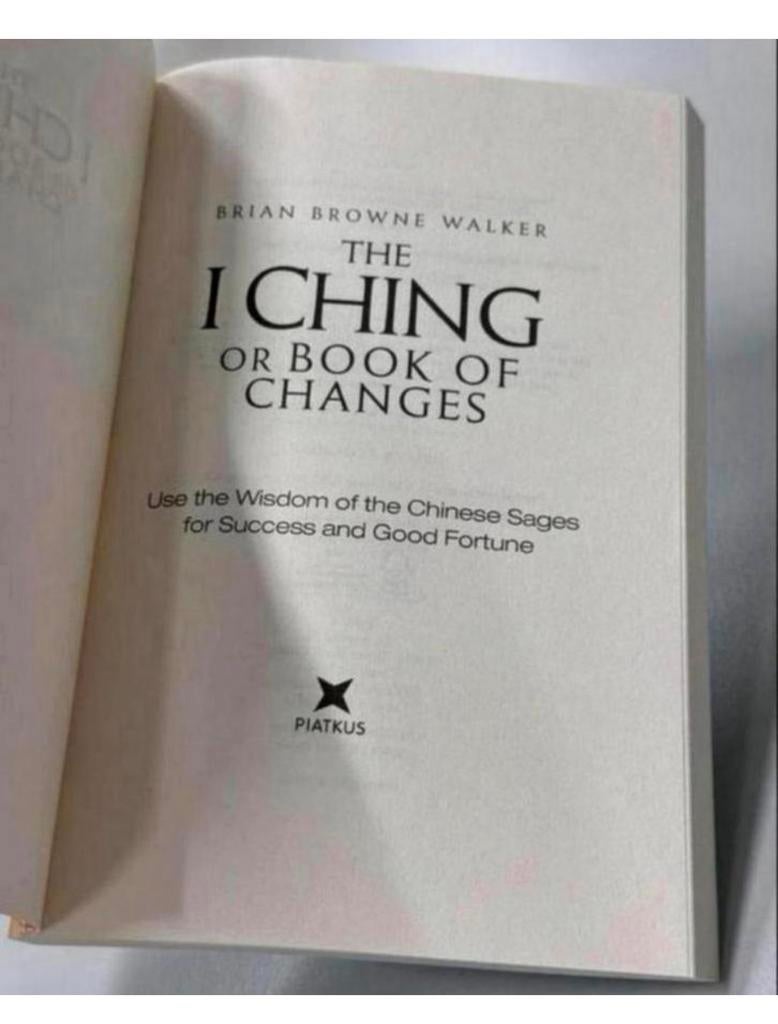 BRIAN BROWNE WALKER
THE
I CHING
OR BOOK OF
CHANGES
Use the Wisdom of the Chinese Sages
for Success and Good Fortune
PIATKUS